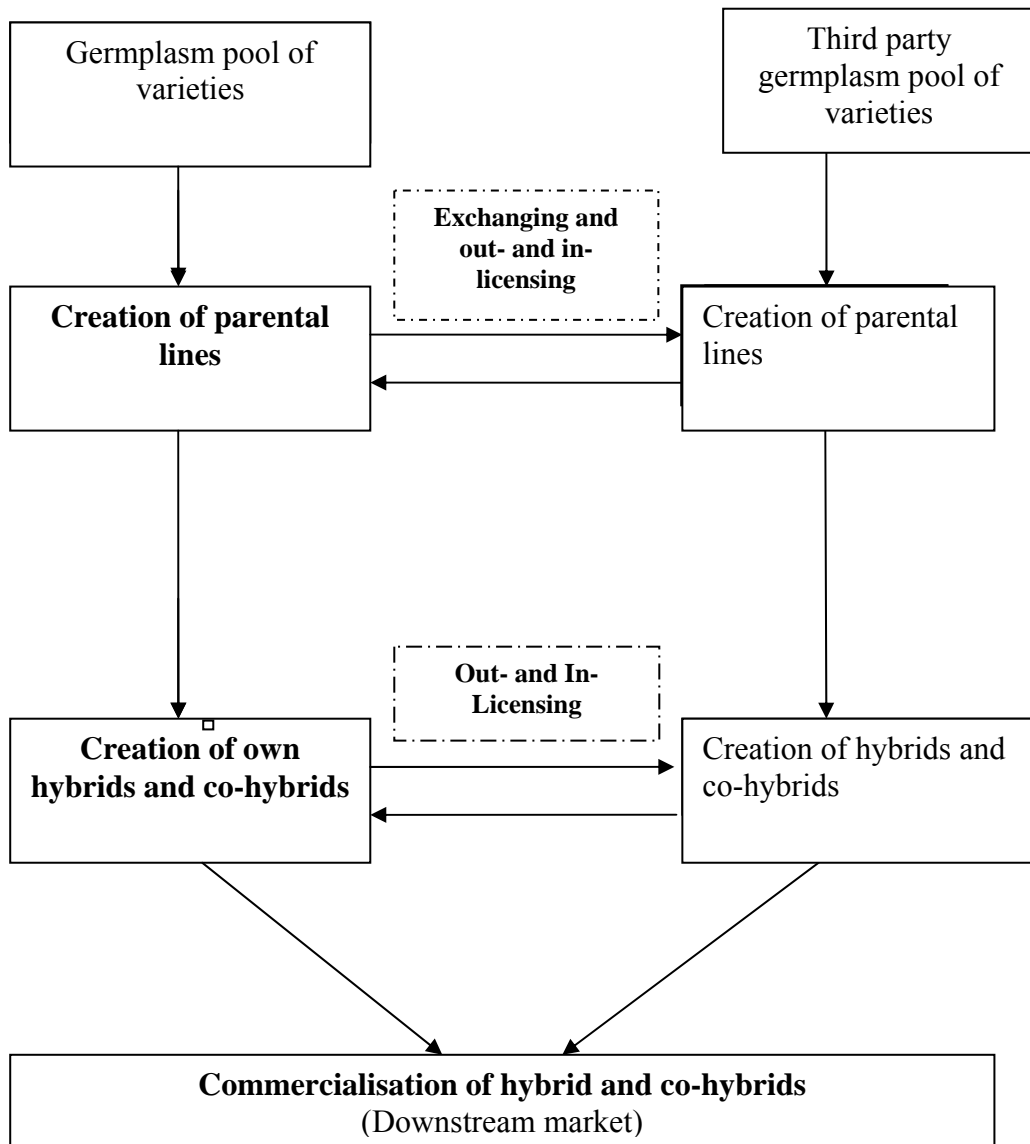 Germplasm pool of
varieties
Third party
germplasm pool of
varieties
Exchanging and
out- and in-
licensing
Creation of parental
lines
Creation of parental
lines
Out- and In-
Licensing
Creation of own
hybrids and co-hybrids
Creation of hybrids and
co-hybrids
Commercialisation of hybrid and co-hybrids
(Downstream market)